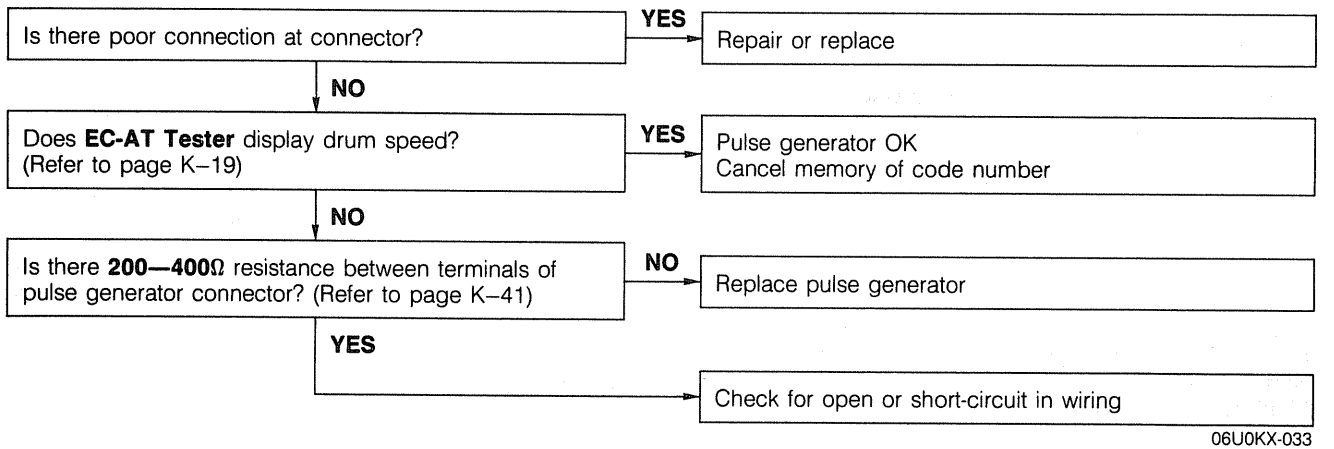 Is there poor connection at connector?
YES
Repair or replace
NO
Does EC-AT Tester display drum speed?
(Refer to page K–19)
YES
Pulse generator OK
Cancel memory of code number
NO
Is there 200—400Ω resistance between terminals of
pulse generator connector? (Refer to page K–41)
NO
Replace pulse generator
YES
Check for open or short-circuit in wiring
06U0KX-033